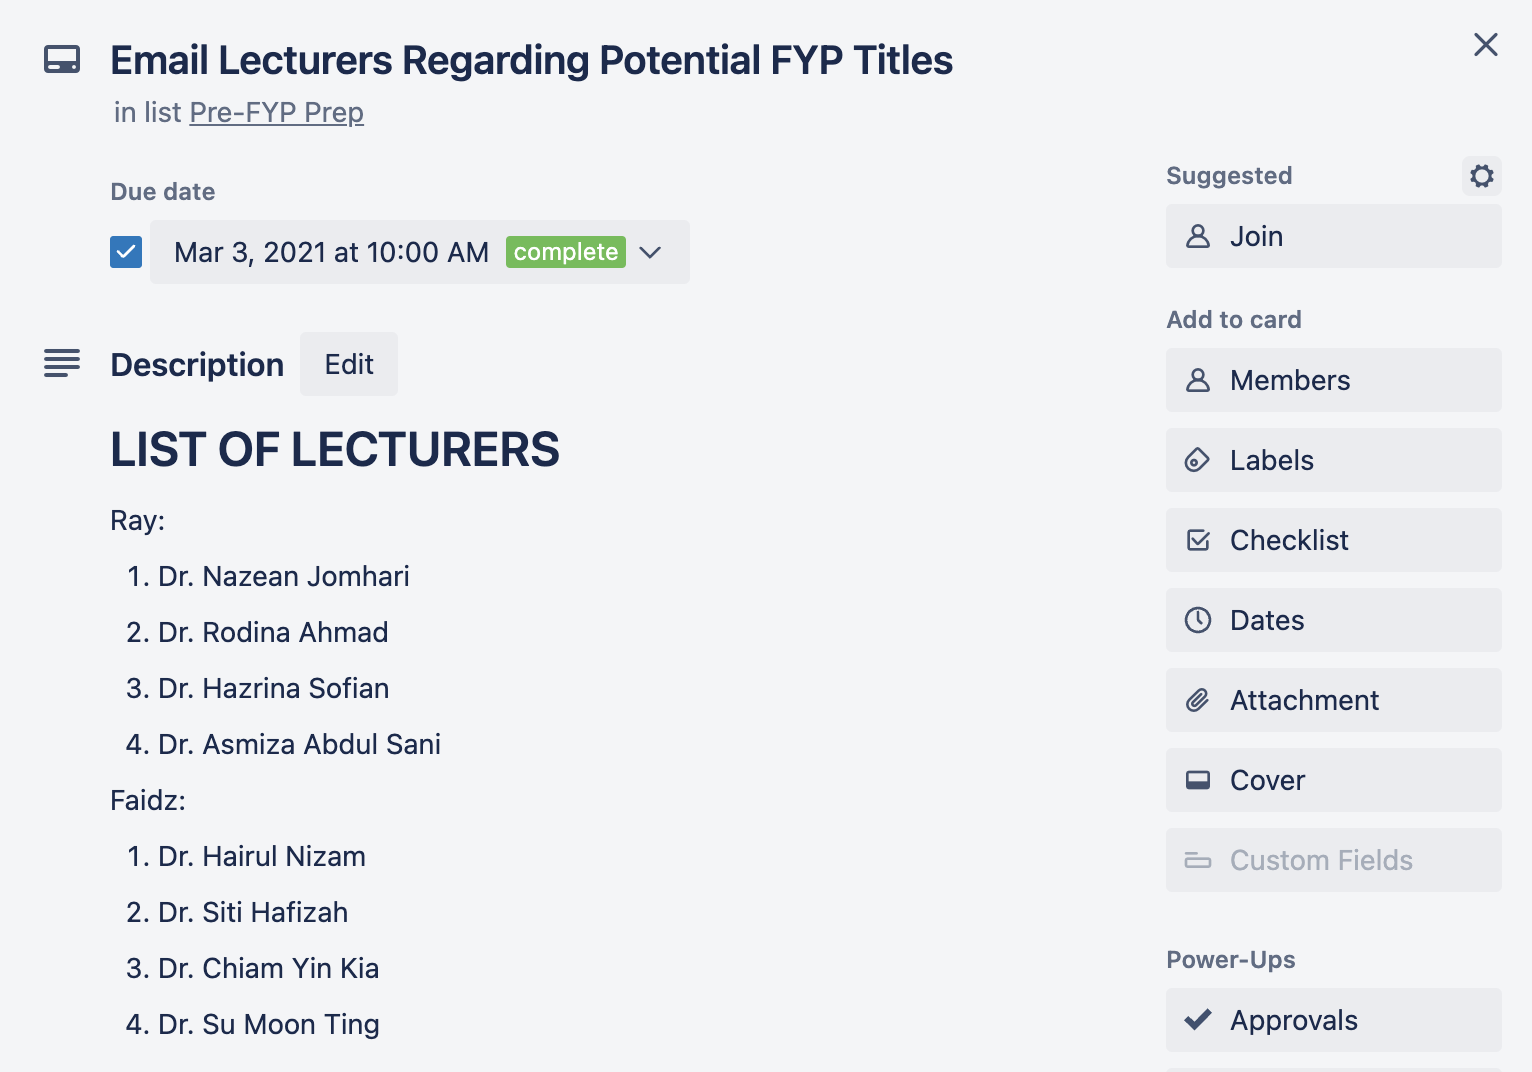 Email Lecturers Regarding Potential FYP Titles
in list Pre-FYP Prep
Due date
Mar 3, 2021 at 10:00 AM complete
Description Edit
LIST OF LECTURERS
Ray:
1. Dr. Nazean Jomhari
2. Dr. Rodina Ahmad
3. Dr. Hazrina Sofian
4. Dr. Asmiza Abdul Sani
Faidz:
1. Dr. Hairul Nizam
2. Dr. Siti Hafizah
3. Dr. Chiam Yin Kia
4. Dr. Su Moon Ting
Suggested
Join
Add to card
Members
Labels
Checklist
Dates
Attachment
Cover
Custom Fields
Power-Ups
Approvals